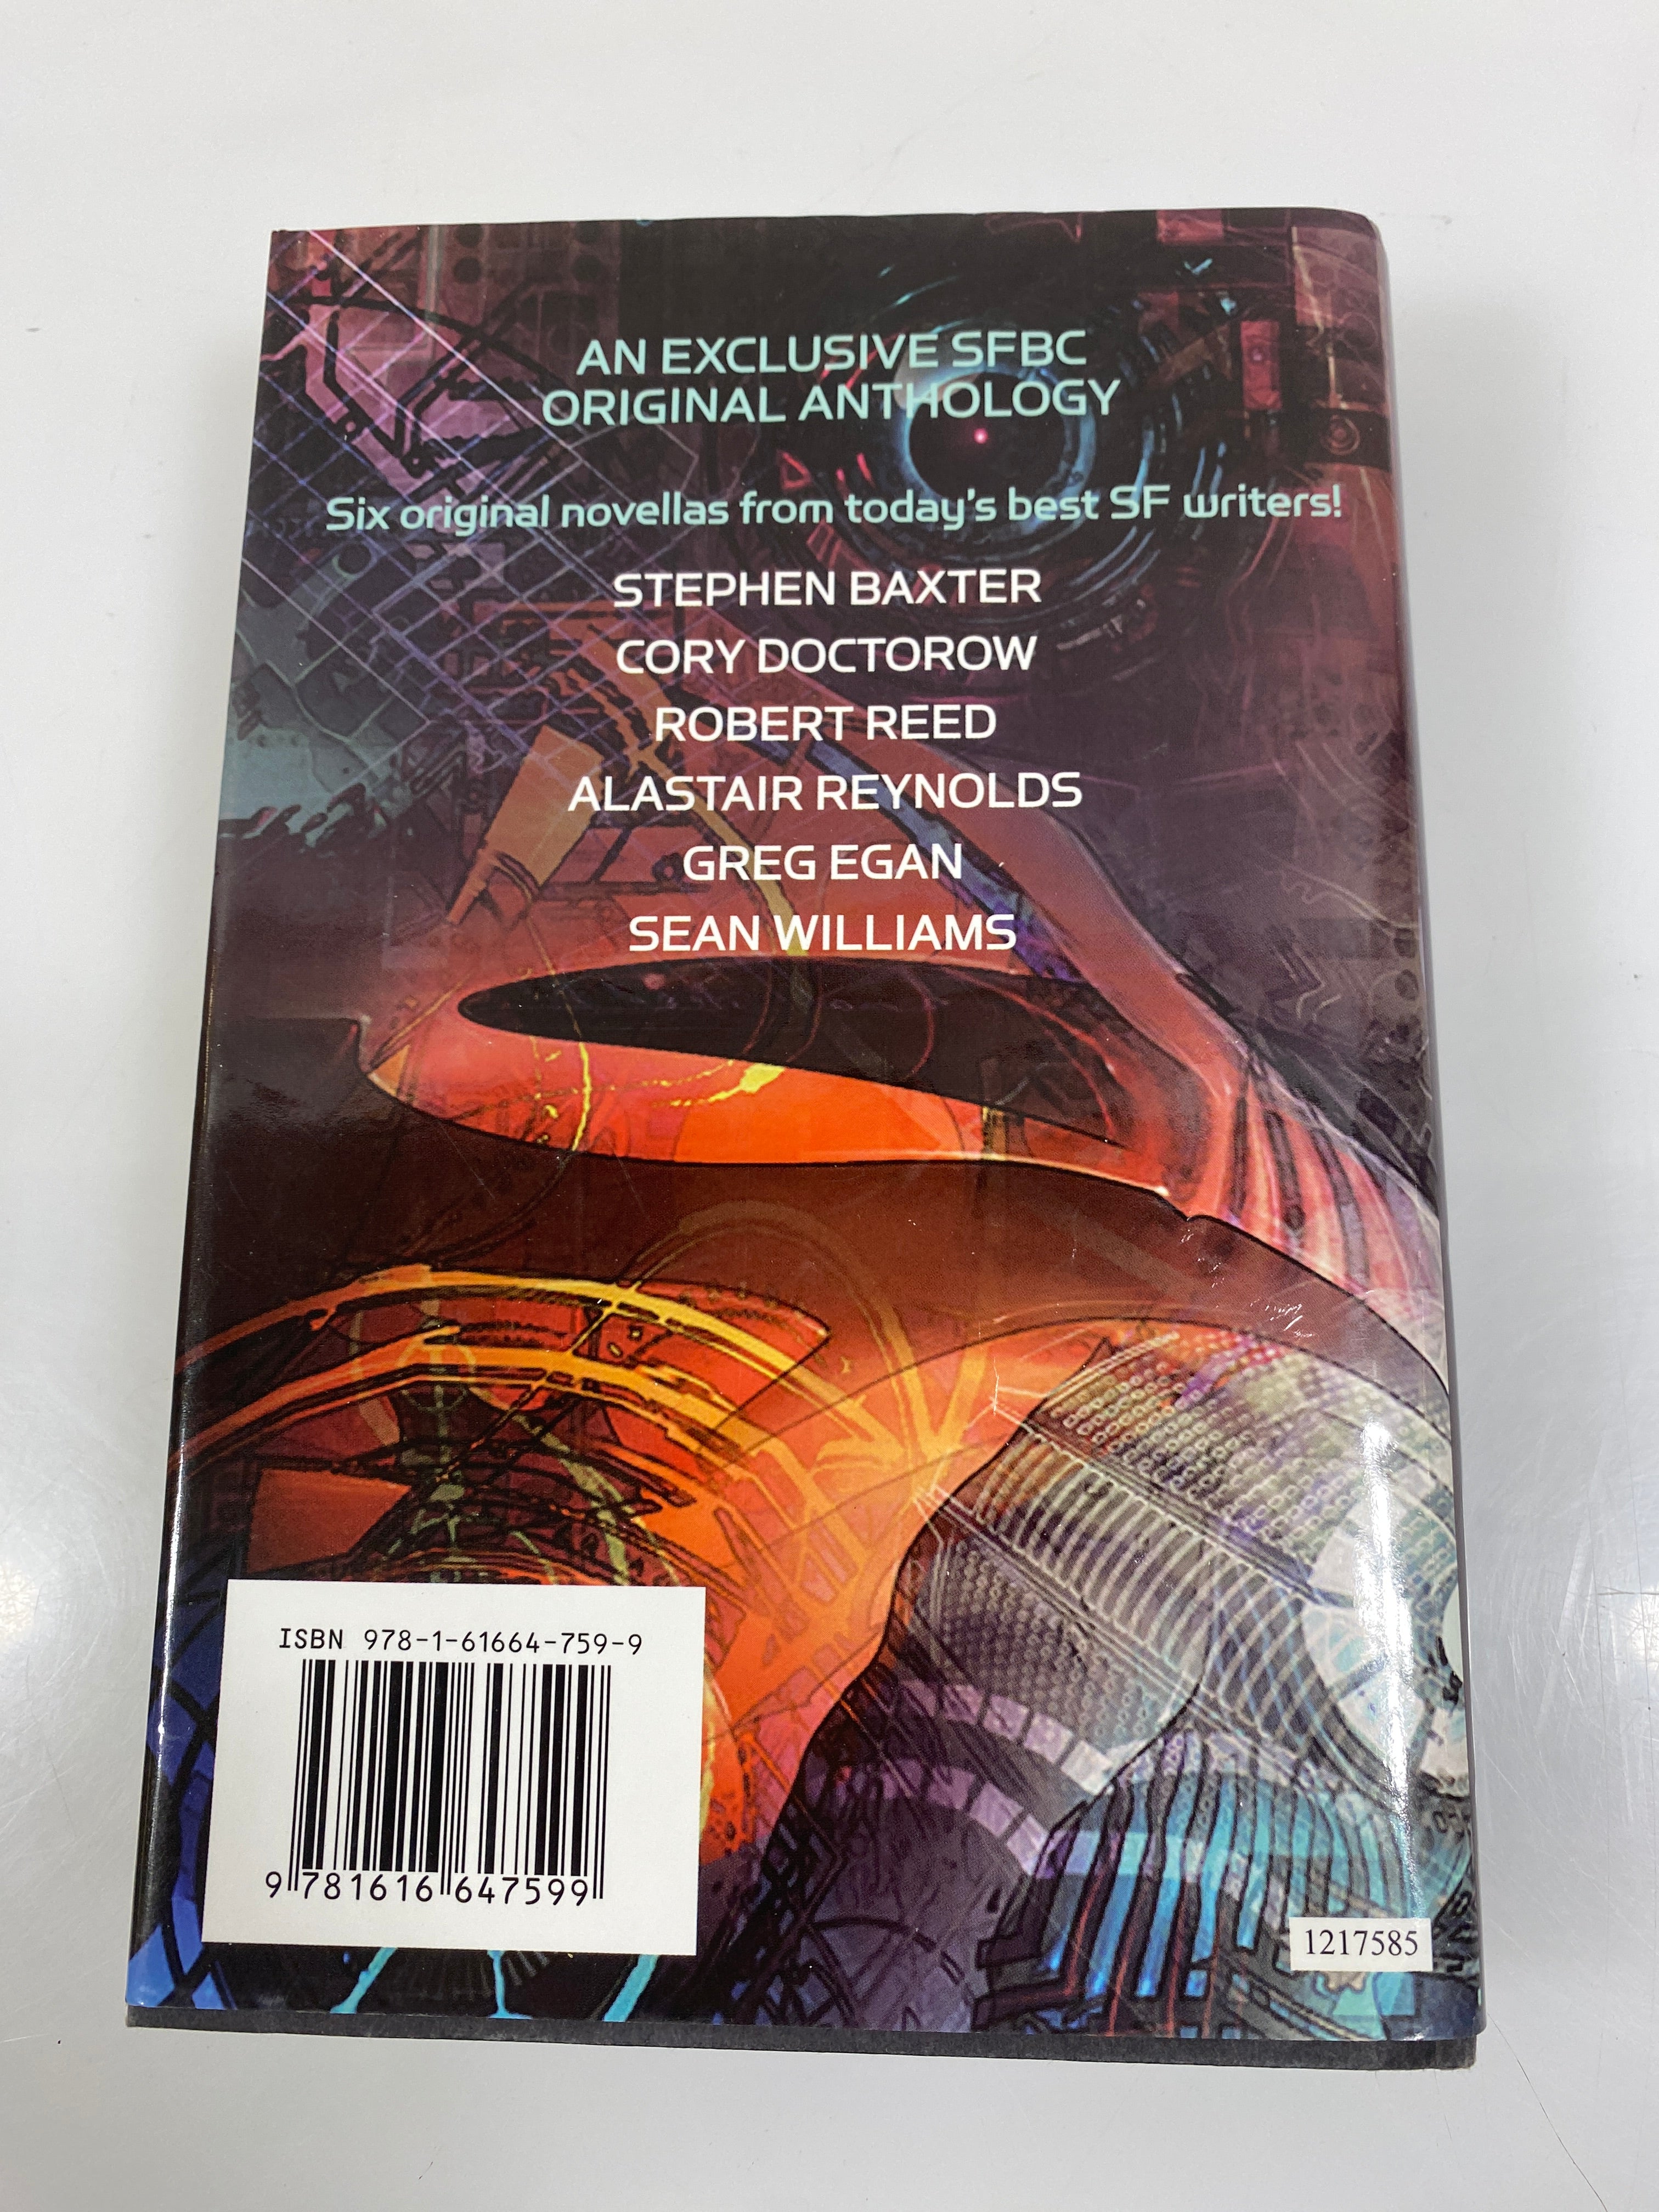 AN EXCLUSIVE SFBC
ORIGINAL ANTHOLOGY
Six original novellas from today's best SF writers!
STEPHEN BAXTER
CORY DOCTOROW
ROBERT REED
ALASTAIR REYNOLDS
GREG EGAN
SEAN WILLIAMS
ISBN 978-1-61664-759-9
9 781616 647599
1217585